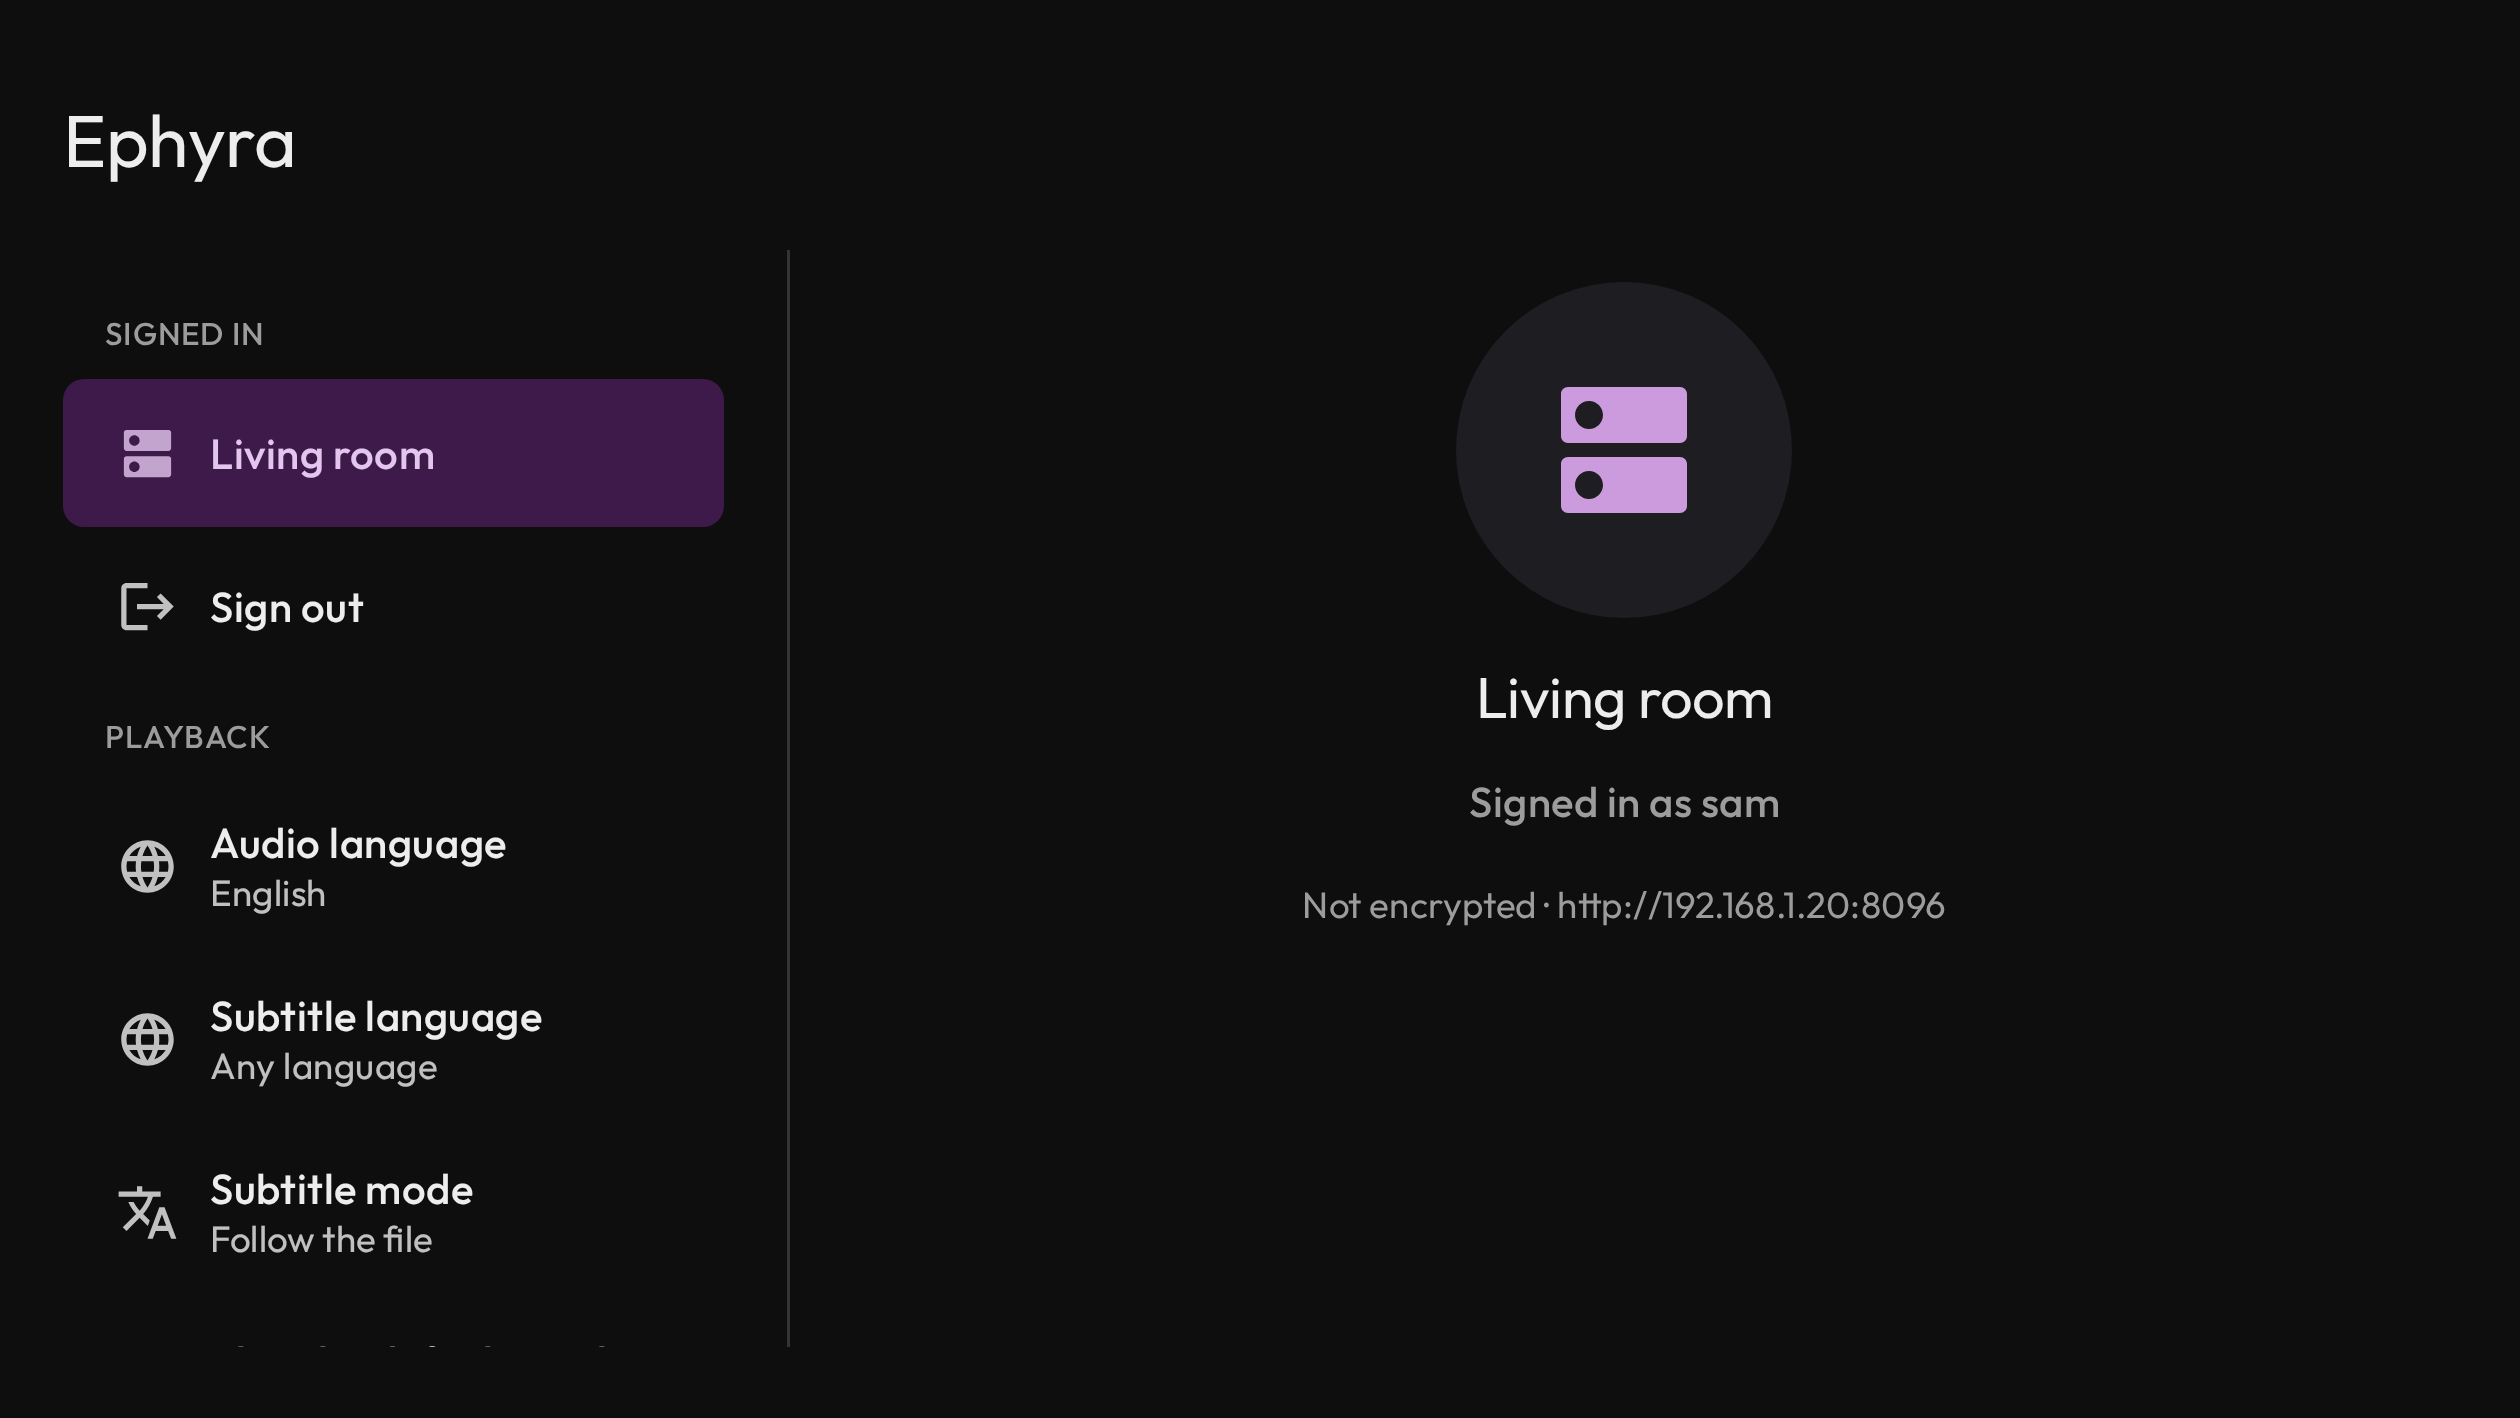 Ephyra
SIGNED IN
Living room
Sign out
PLAYBACK
Audio language
English
Subtitle language
Any language
Subtitle mode
Follow the file
Living room
Signed in as sam
Not encrypted · http://192.168.1.20:8096